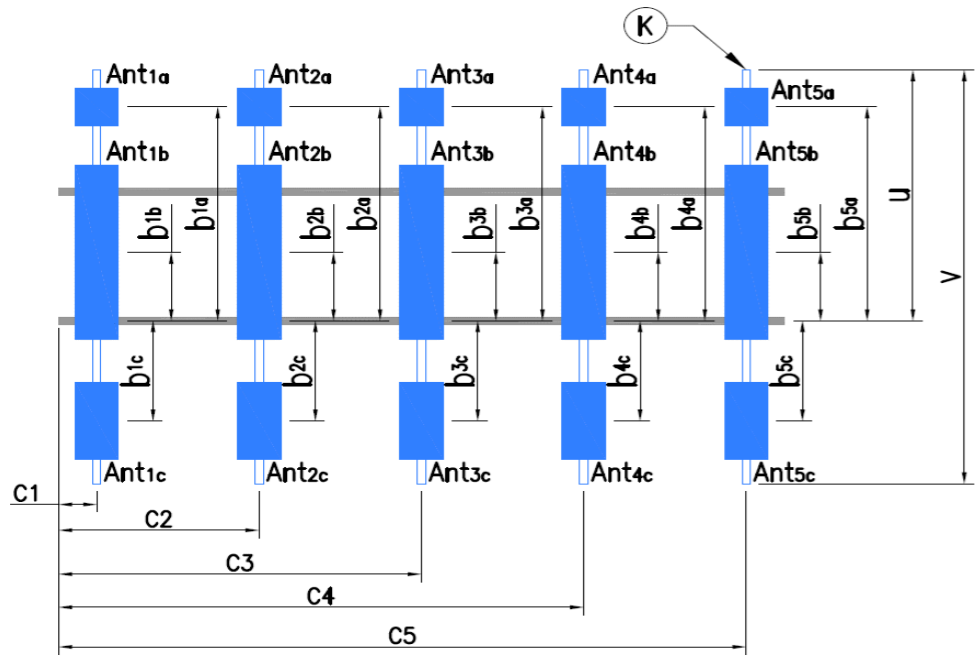 K
Ant1a Ant2a Ant3a Ant4a Ant5a
Ant1b Ant2b Ant3b Ant4b Ant5b
b1b b1a b2b b2a b3b b3a b4b b4a b5b b5a u
v
b1c b2c b3c b4c b5c
Ant1c Ant2c Ant3c Ant4c Ant5c
C1
C2
C3
C4
C5